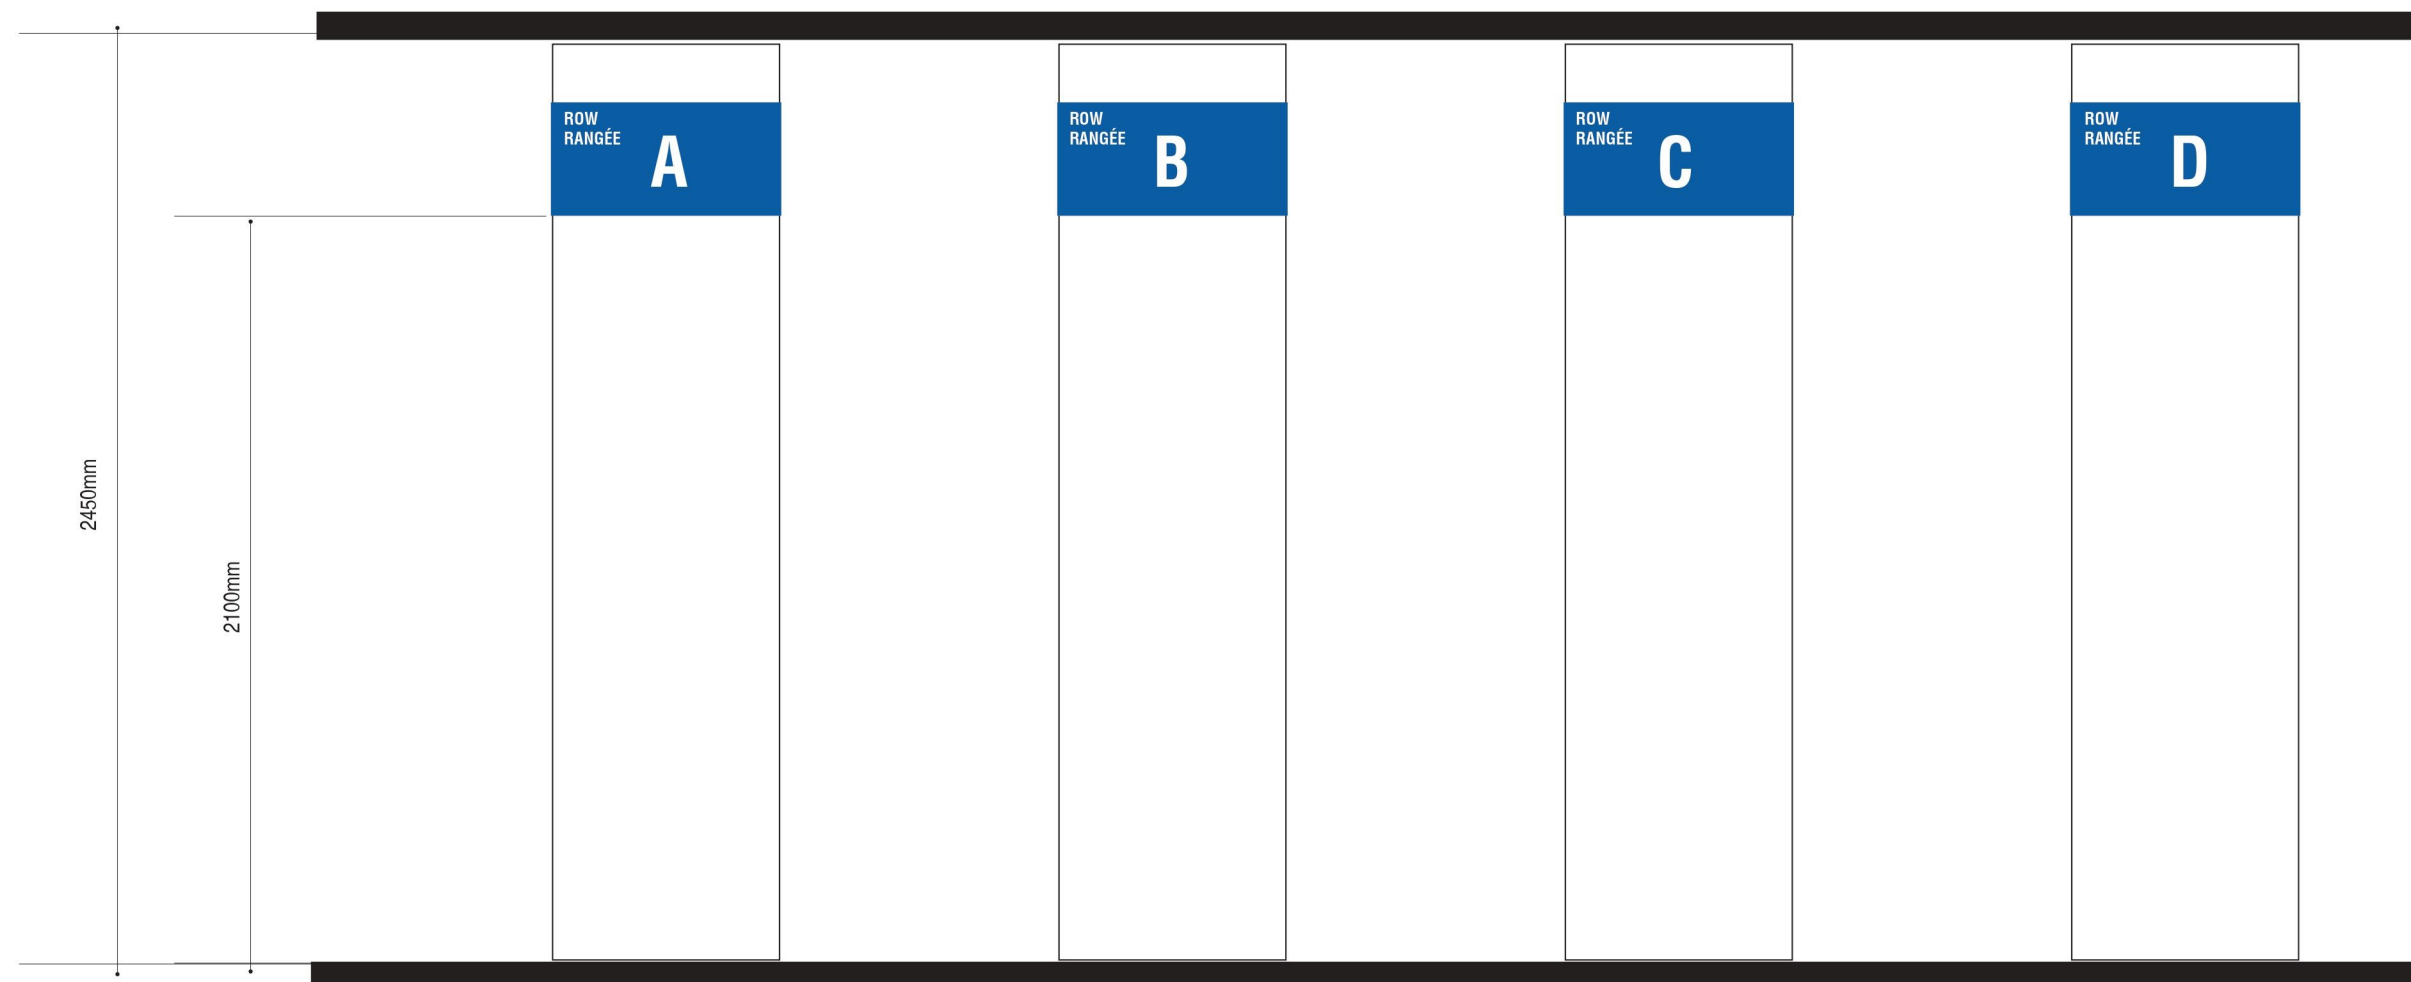 ROW
RANGÉE
A
ROW
RANGÉE
B
ROW
RANGÉE
C
ROW
RANGÉE
D
2450mm
2100mm